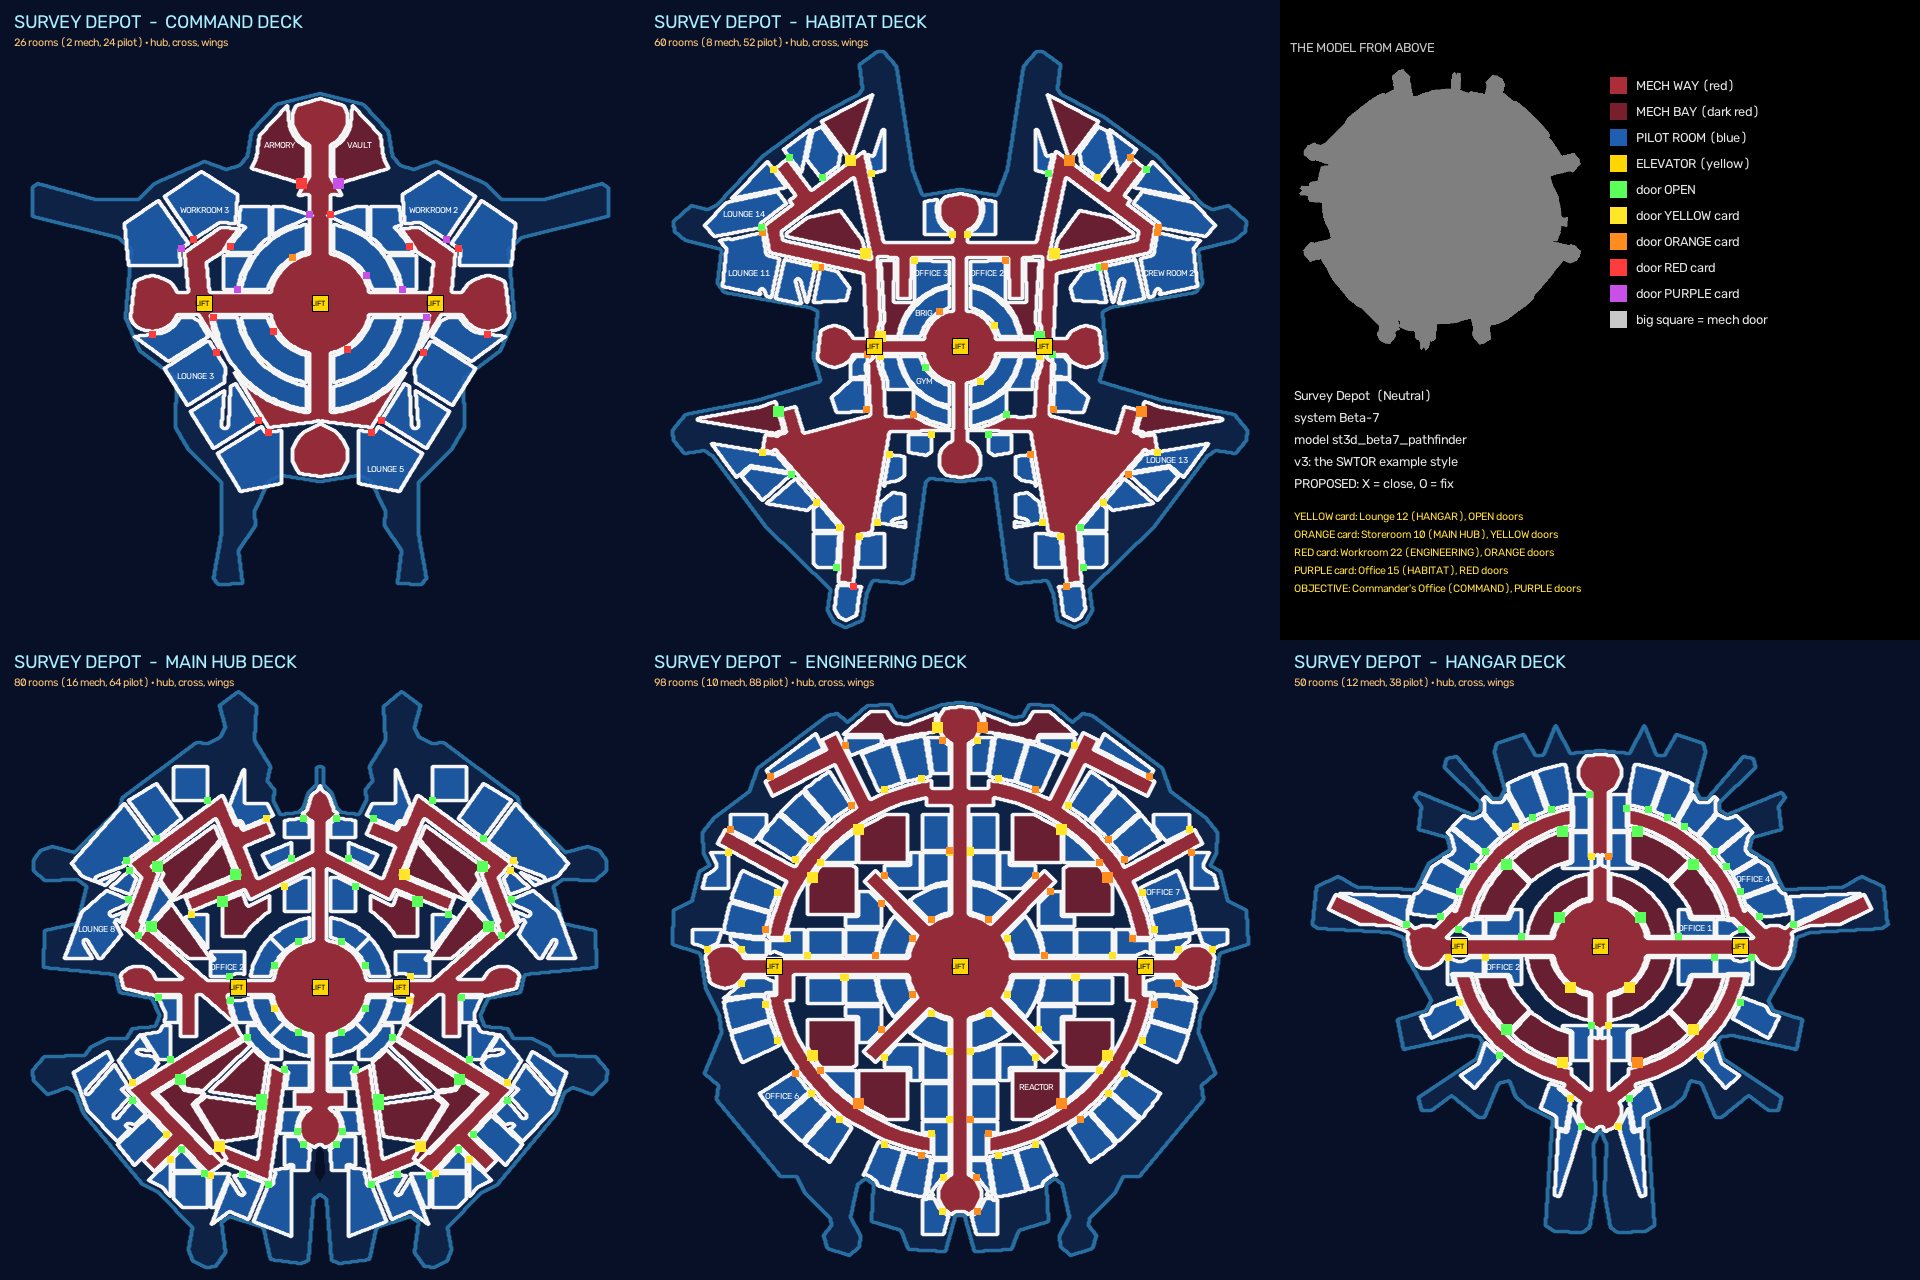 SURVEY DEPOT - COMMAND DECK
26 rooms (2 mech, 24 pilot) • hub, cross, wings
ARMORY
VAULT
WORKROOM 3
WORKROOM 2
LIFT
LIFT
LIFT
LOUNGE 3
LOUNGE 5
SURVEY DEPOT - HABITAT DECK
60 rooms (8 mech, 52 pilot) • hub, cross, wings
LOUNGE 14
LOUNGE 11
OFFICE 3
OFFICE 2
CREW ROOM 2
BRIG
LIFT
LIFT
LIFT
GYM
LOUNGE 13
THE MODEL FROM ABOVE
MECH WAY (red)
MECH BAY (dark red)
PILOT ROOM (blue)
ELEVATOR (yellow)
door OPEN
door YELLOW card
door ORANGE card
door RED card
door PURPLE card
big square = mech door
Survey Depot (Neutral)
system Beta-7
model st3d_beta7_pathfinder
v3: the SWTOR example style
PROPOSED: X = close, O = fix
YELLOW card: Lounge 12 (HANGAR), OPEN doors
ORANGE card: Storeroom 10 (MAIN HUB), YELLOW doors
RED card: Workroom 22 (ENGINEERING), ORANGE doors
PURPLE card: Office 15 (HABITAT), RED doors
OBJECTIVE: Commander's Office (COMMAND), PURPLE doors
SURVEY DEPOT - MAIN HUB DECK
80 rooms (16 mech, 64 pilot) • hub, cross, wings
LOUNGE 8
OFFICE 2
LIFT
LIFT
LIFT
SURVEY DEPOT - ENGINEERING DECK
98 rooms (10 mech, 88 pilot) • hub, cross, wings
OFFICE 7
LIFT
LIFT
LIFT
REACTOR
OFFICE 6
SURVEY DEPOT - HANGAR DECK
50 rooms (12 mech, 38 pilot) • hub, cross, wings
OFFICE 4
OFFICE 1
LIFT
LIFT
LIFT
OFFICE 2